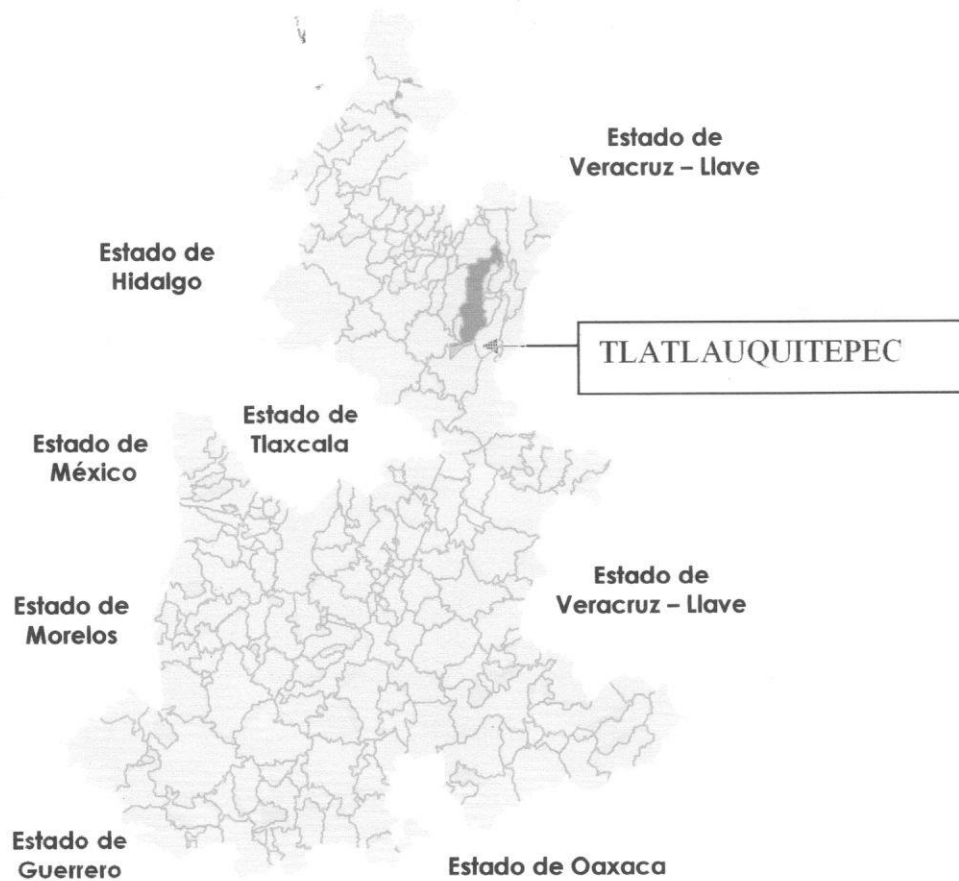 Estado de
Veracruz – Llave
Estado de
Hidalgo
TLATLAUQUITEPEC
Estado de
Tlaxcala
Estado de
México
Estado de
Veracruz – Llave
Estado de
Morelos
Estado de
Guerrero
Estado de Oaxaca